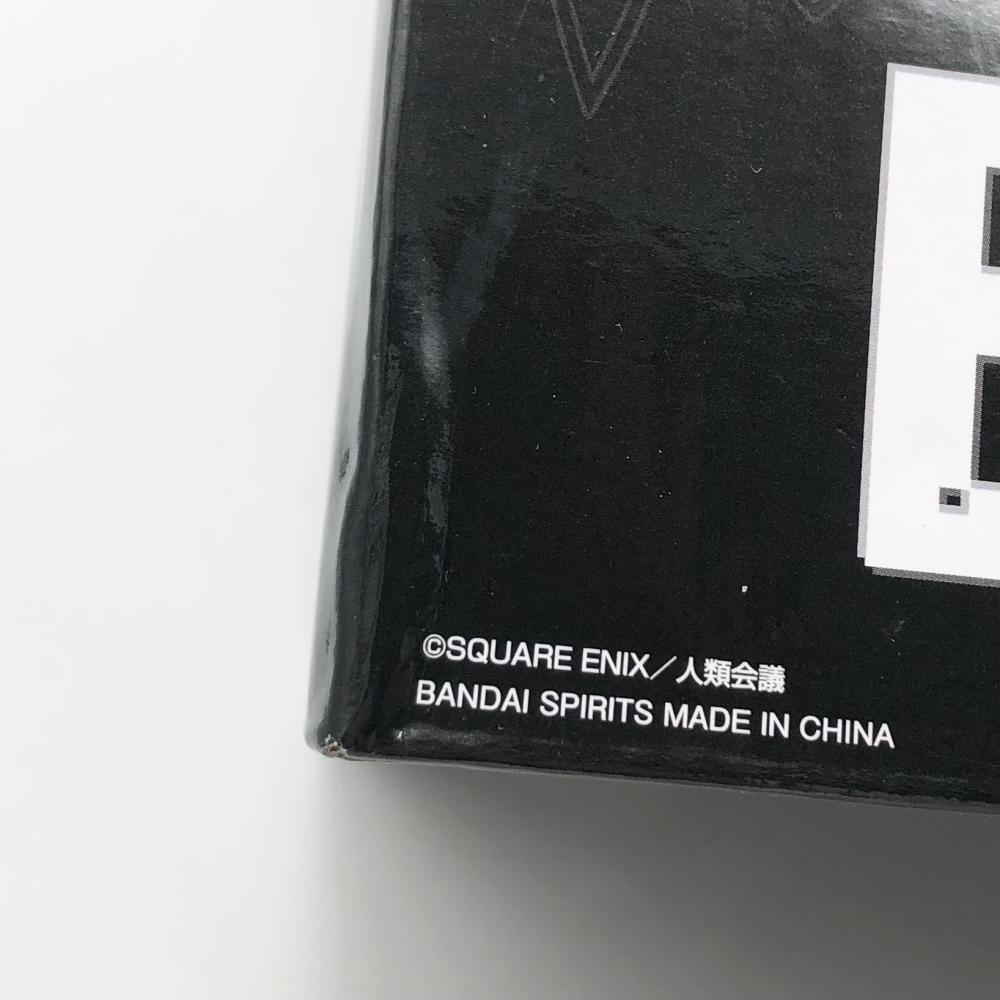 ©SQUARE ENIX／人類会議
BANDAI SPIRITS MADE IN CHINA